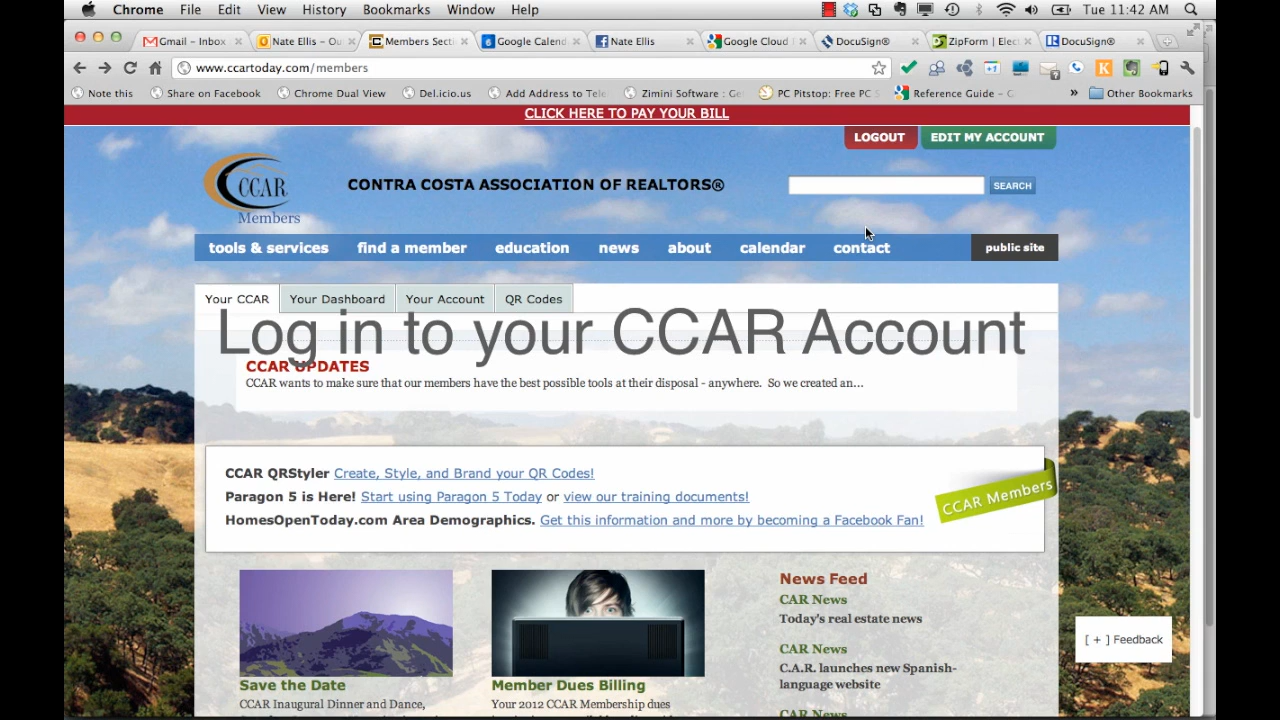 Chrome File Edit View History Bookmarks Window Help Tue 11:42 AM
Gmail – Inbox Nate Ellis – Ou Members Secti Google Calend Nate Ellis Google Cloud DocuSign® ZipForm | Elec DocuSign®
www.ccartoday.com/members
Note this Share on Facebook Chrome Dual View Del.icio.us Add Address to Tele Zimini Software : Ge PC Pitstop: Free PC S Reference Guide – G » Other Bookmarks
CLICK HERE TO PAY YOUR BILL
LOGOUT EDIT MY ACCOUNT
CCAR
Members
CONTRA COSTA ASSOCIATION OF REALTORS®
SEARCH
tools & services find a member education news about calendar contact public site
Your CCAR Your Dashboard Your Account QR Codes
Log in to your CCAR Account
CCAR UPDATES
CCAR wants to make sure that our members have the best possible tools at their disposal - anywhere. So we created an...
CCAR QRStyler Create, Style, and Brand your QR Codes!
Paragon 5 is Here! Start using Paragon 5 Today or view our training documents!
HomesOpenToday.com Area Demographics. Get this information and more by becoming a Facebook Fan!
CCAR Members
News Feed
CAR News
Today's real estate news
CAR News
C.A.R. launches new Spanish-
language website
CAR News
[ + ] Feedback
Save the Date
CCAR Inaugural Dinner and Dance,
Member Dues Billing
Your 2012 CCAR Membership dues